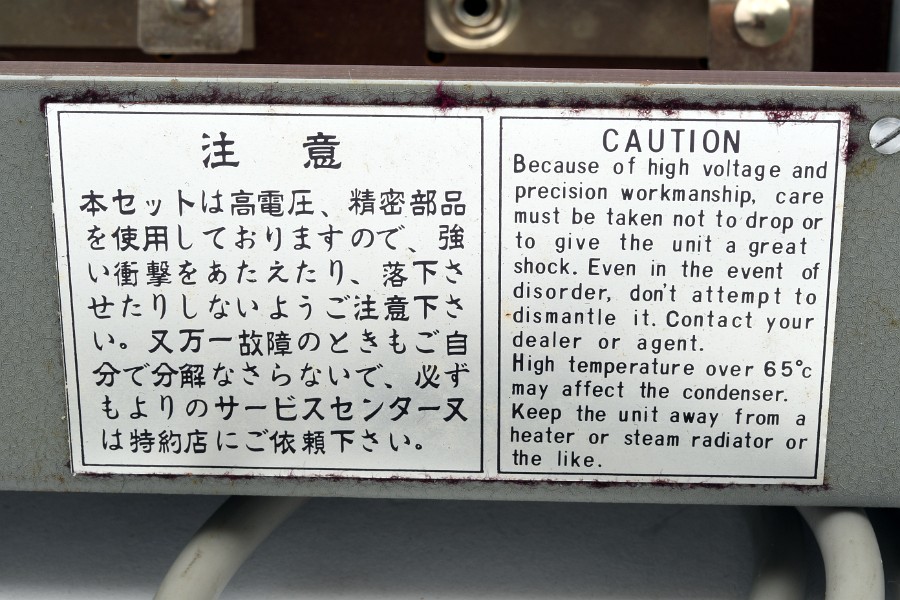 注 意
本セットは高電圧、精密部品
を使用しておりますので、強
い衝撃をあたえたり、落下さ
せたりしないようご注意下さ
い。又万一故障のときもご自
分で分解なさらないで、必ず
もよりのサービスセンター又
は特約店にご依頼下さい。
CAUTION
Because of high voltage and
precision workmanship, care
must be taken not to drop or
to give the unit a great
shock. Even in the event of
disorder, don't attempt to
dismantle it. Contact your
dealer or agent.
High temperature over 65°c
may affect the condenser.
Keep the unit away from a
heater or steam radiator or
the like.